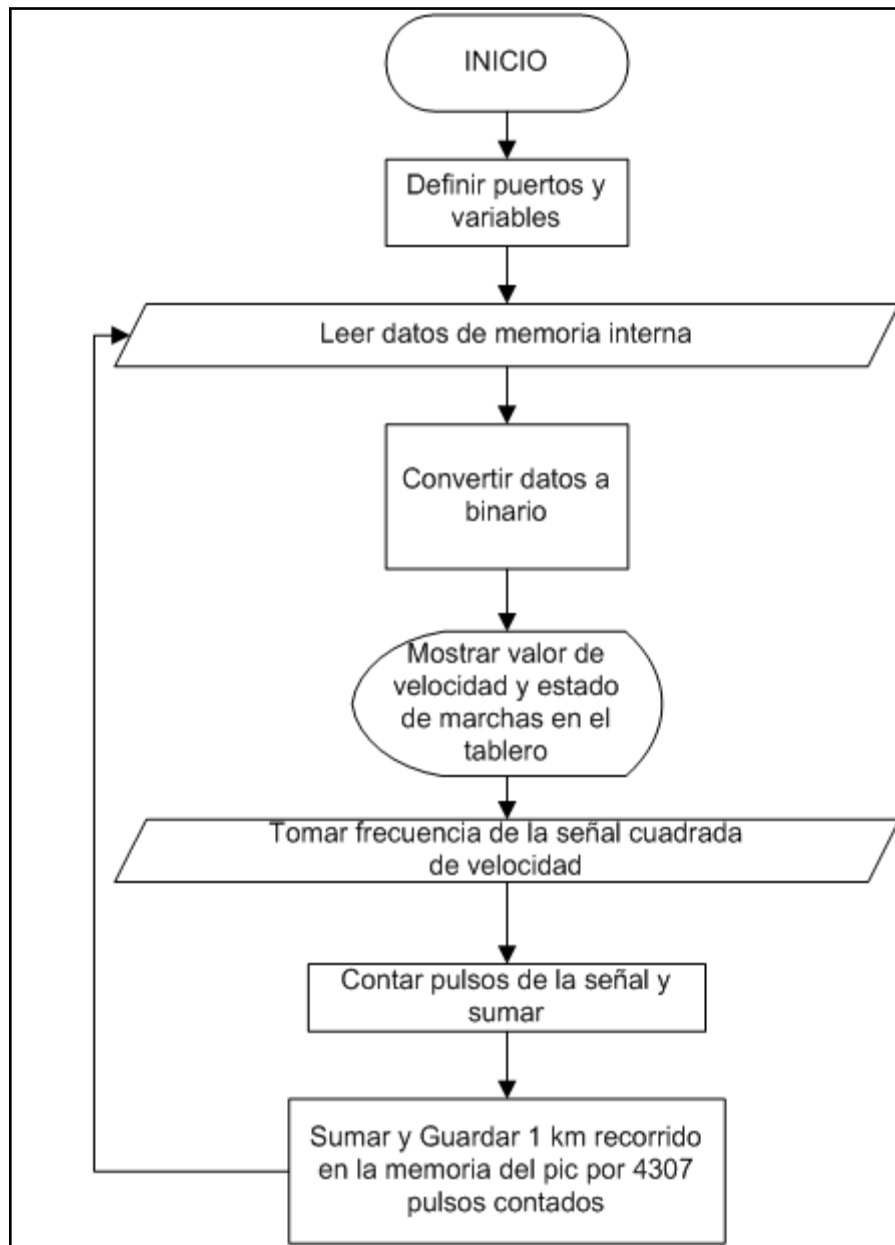 INICIO
Definir puertos y
variables
Leer datos de memoria interna
Convertir datos a
binario
Mostrar valor de
velocidad y estado
de marchas en el
tablero
Tomar frecuencia de la señal cuadrada
de velocidad
Contar pulsos de la señal y
sumar
Sumar y Guardar 1 km recorrido
en la memoria del pic por 4307
pulsos contados